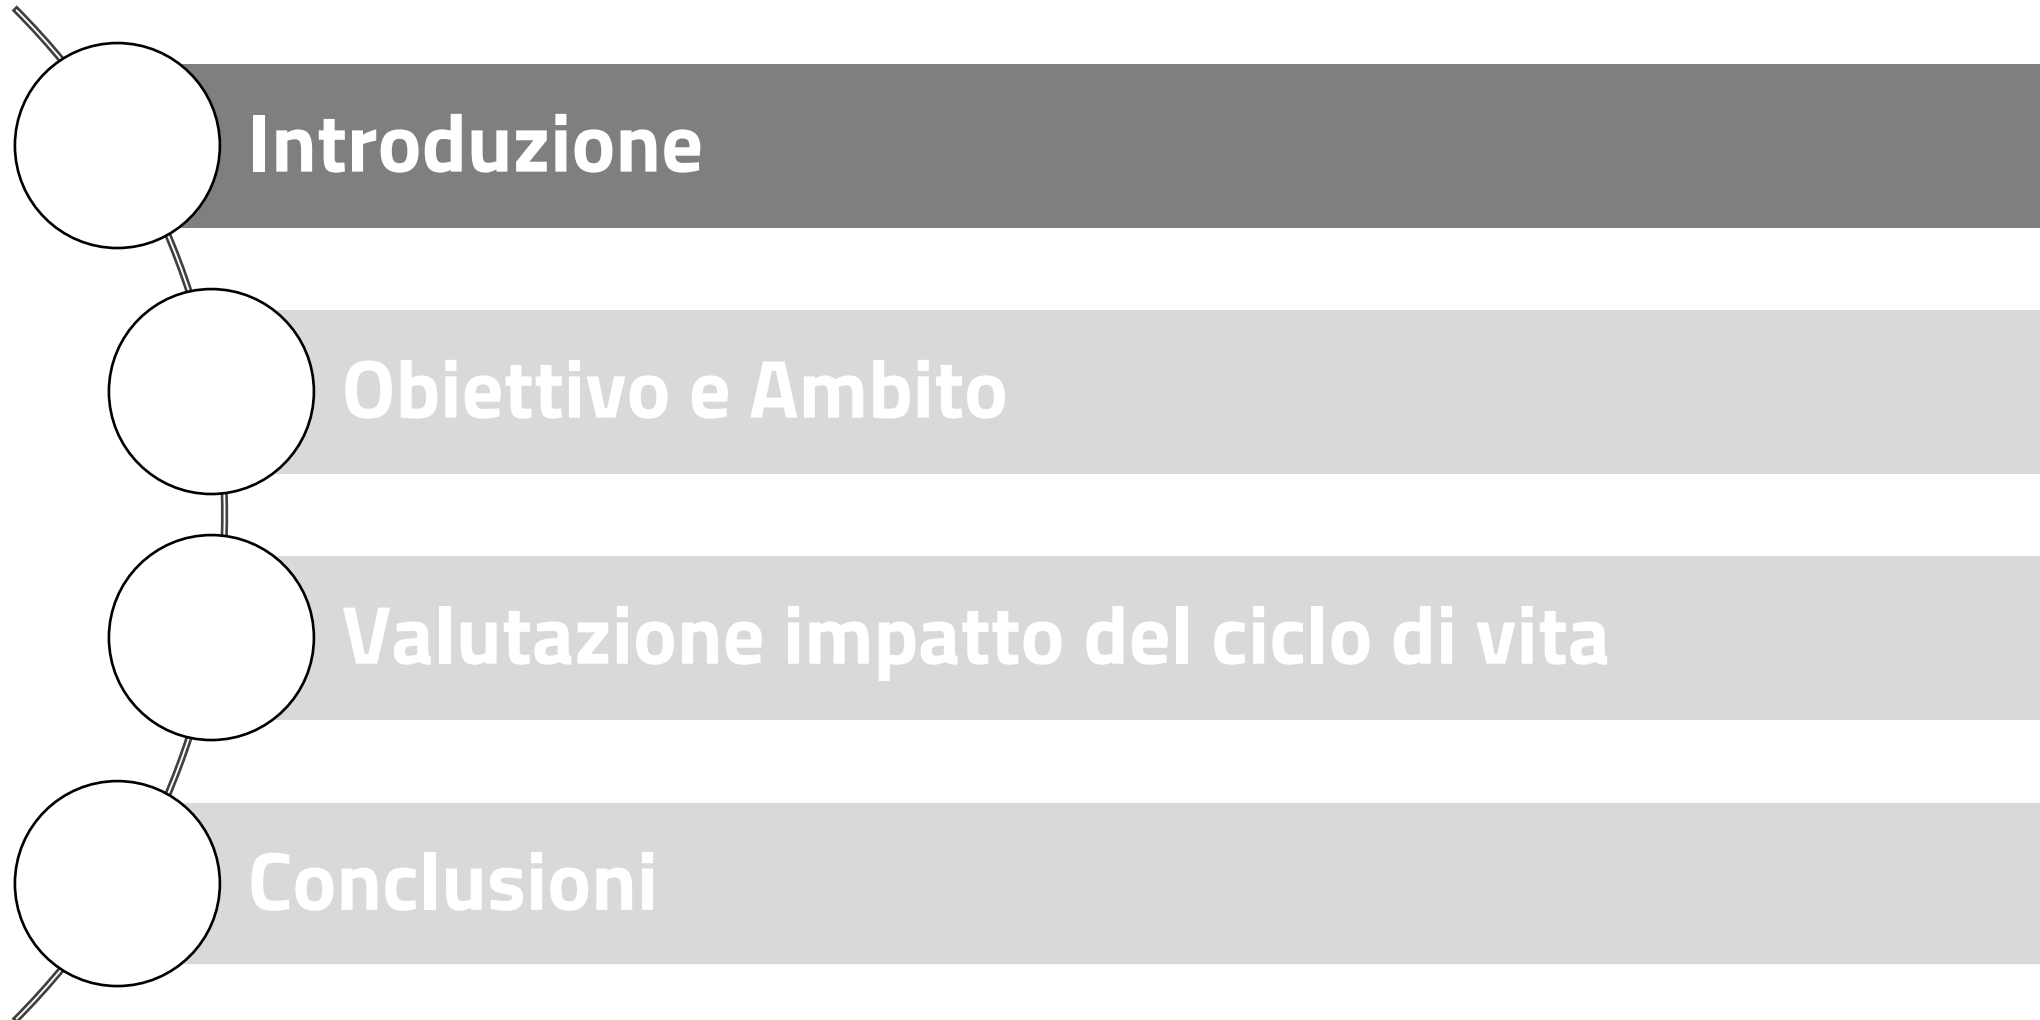 Introduzione
Obiettivo e Ambito
Valutazione impatto del ciclo di vita
Conclusioni